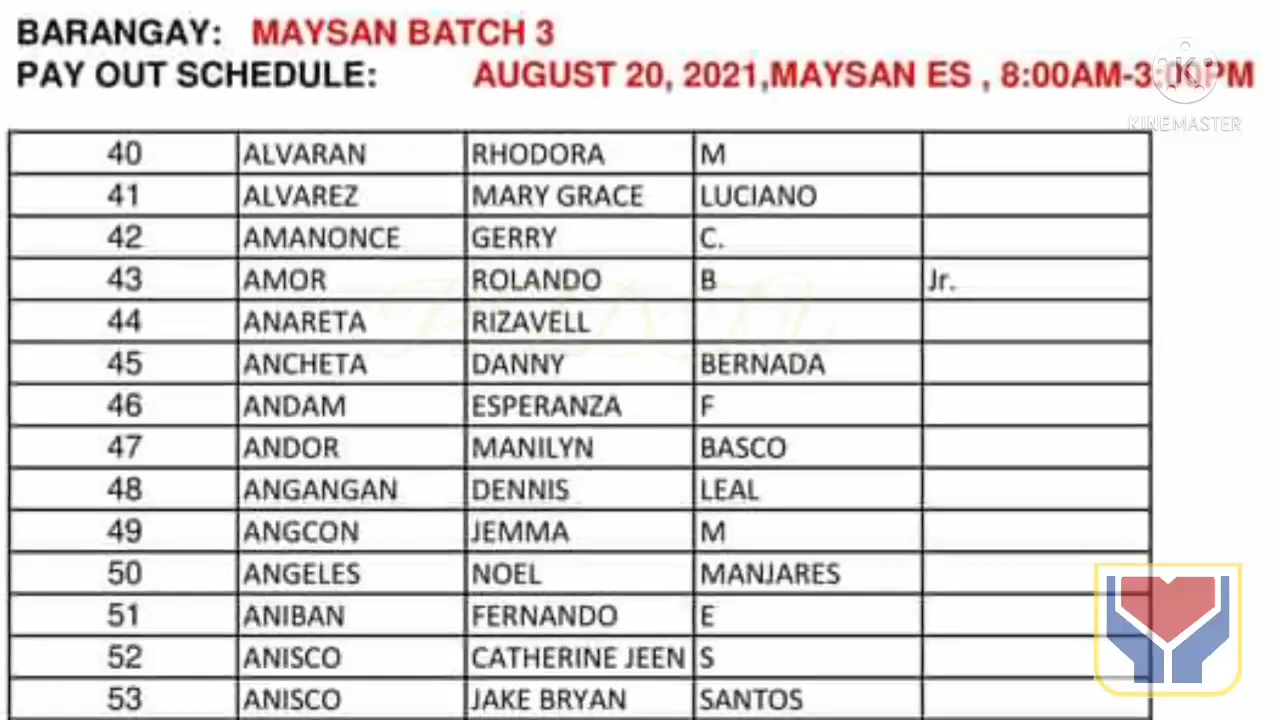 BARANGAY: MAYSAN BATCH 3
PAY OUT SCHEDULE: AUGUST 20, 2021,MAYSAN ES , 8:00AM-3:00PM
KINEMASTER
40 ALVARAN RHODORA M
41 ALVAREZ MARY GRACE LUCIANO
42 AMANONCE GERRY C.
43 AMOR ROLANDO B Jr.
44 ANARETA RIZAVELL
45 ANCHETA DANNY BERNADA
46 ANDAM ESPERANZA F
47 ANDOR MANILYN BASCO
48 ANGANGAN DENNIS LEAL
49 ANGCON JEMMA M
50 ANGELES NOEL MANJARES
51 ANIBAN FERNANDO E
52 ANISCO CATHERINE JEEN S
53 ANISCO JAKE BRYAN SANTOS